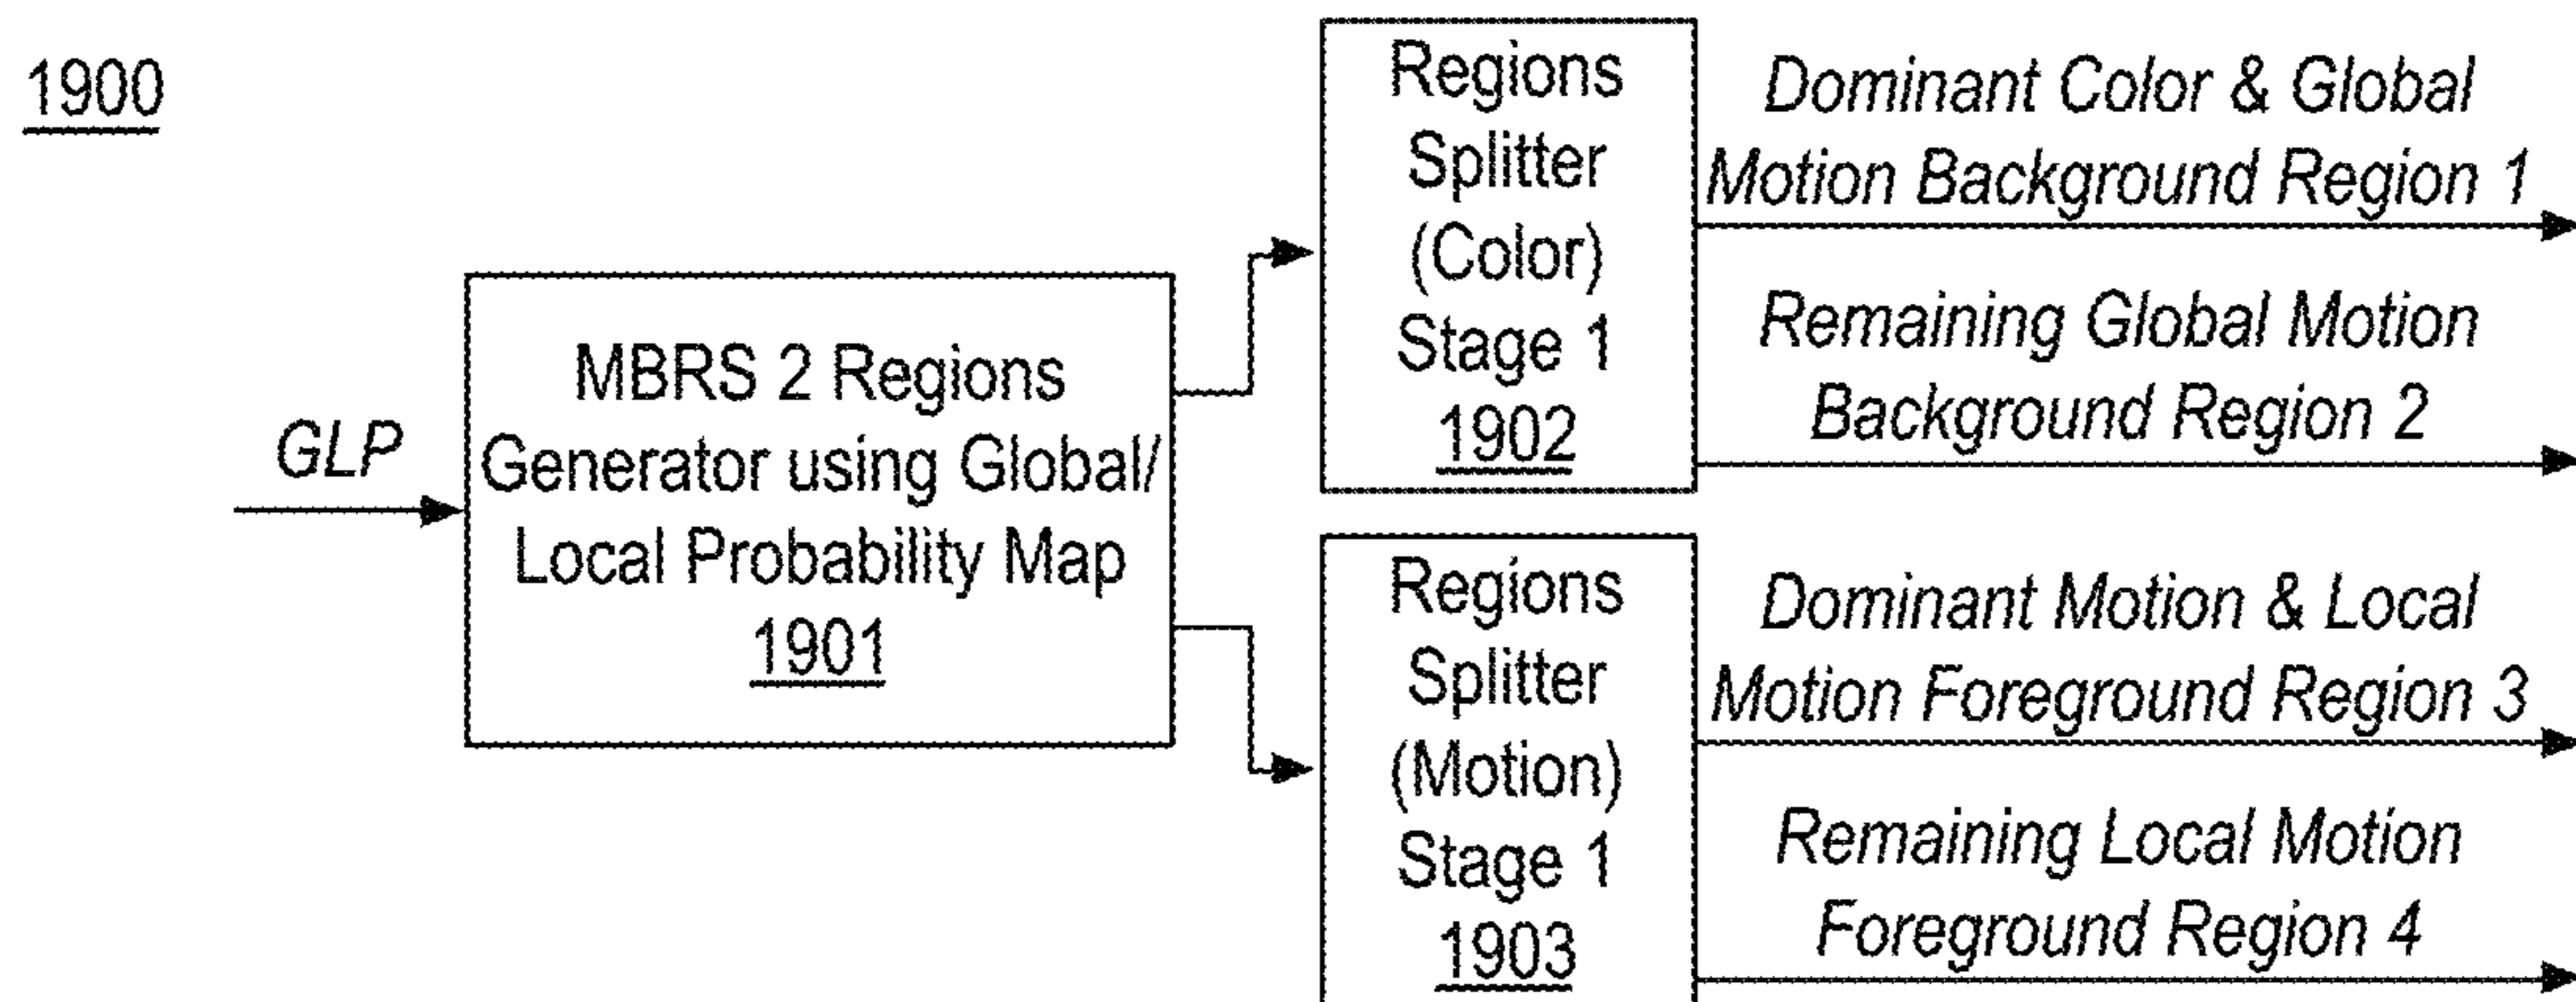 1900
GLP
MBRS 2 Regions
Generator using Global/
Local Probability Map
1901
Regions
Splitter
(Color)
Stage 1
1902
Dominant Color & Global
Motion Background Region 1
Remaining Global Motion
Background Region 2
Regions
Splitter
(Motion)
Stage 1
1903
Dominant Motion & Local
Motion Foreground Region 3
Remaining Local Motion
Foreground Region 4